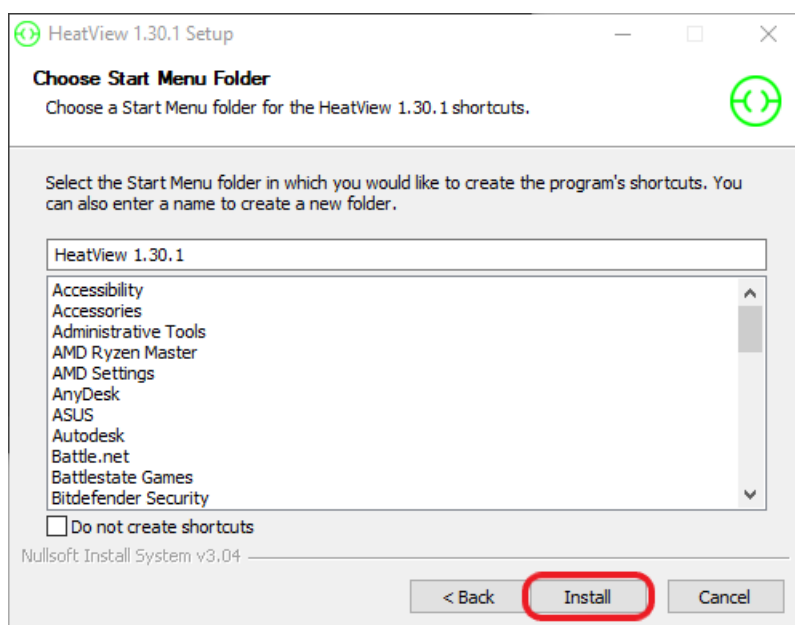 HeatView 1.30.1 Setup
Choose Start Menu Folder
Choose a Start Menu folder for the HeatView 1.30.1 shortcuts.
Select the Start Menu folder in which you would like to create the program's shortcuts. You
can also enter a name to create a new folder.
HeatView 1.30.1
Accessibility
Accessories
Administrative Tools
AMD Ryzen Master
AMD Settings
AnyDesk
ASUS
Autodesk
Battle.net
Battlestate Games
Bitdefender Security
Do not create shortcuts
Nullsoft Install System v3.04
< Back Install Cancel